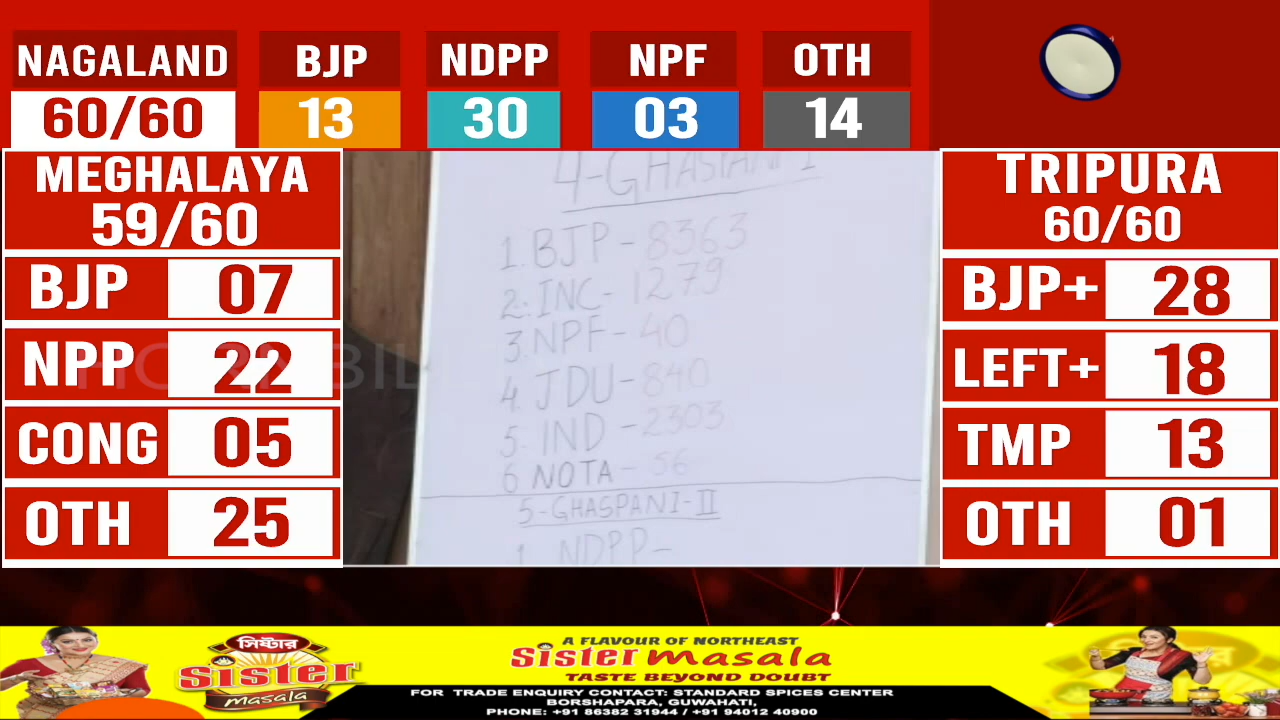 NAGALAND BJP NDPP NPF OTH
60/60 13 30 03 14
MEGHALAYA
59/60
BJP 07
NPP 22
CONG 05
OTH 25
4-GHASPANI-I
1. BJP - 8363
2. INC - 1279
3. NPF - 40
4. JDU - 840
5. IND - 2303
6 NOTA - 56
5-GHASPANI-II
1. NDPP -
TRIPURA
60/60
BJP+ 28
LEFT+ 18
TMP 13
OTH 01
সিষ্টাৰ
sister
masala
A FLAVOUR OF NORTHEAST
sister masala
TASTE BEYOND DOUBT
FOR TRADE ENQUIRY CONTACT: STANDARD SPICES CENTER
BORSHAPARA, GUWAHATI,
PHONE: +91 86382 31944 / +91 94012 40900